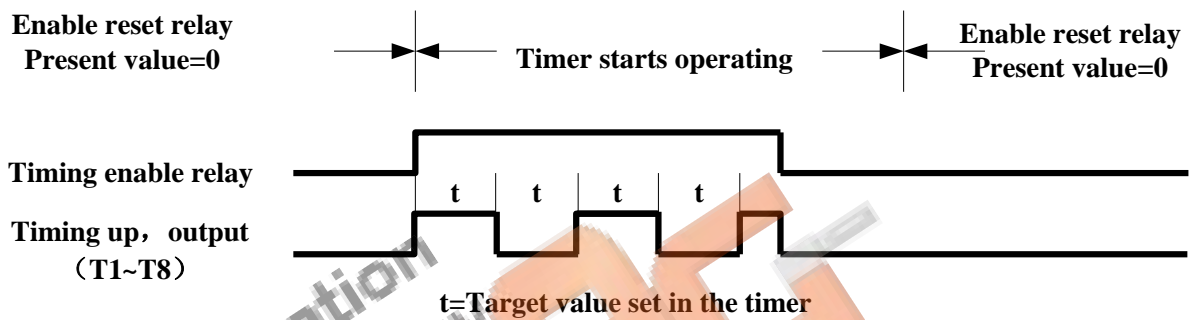 Enable reset relay
Present value=0
Timer starts operating
Enable reset relay
Present value=0
Timing enable relay
t t t t
Timing up，output
（T1~T8）
t=Target value set in the timer